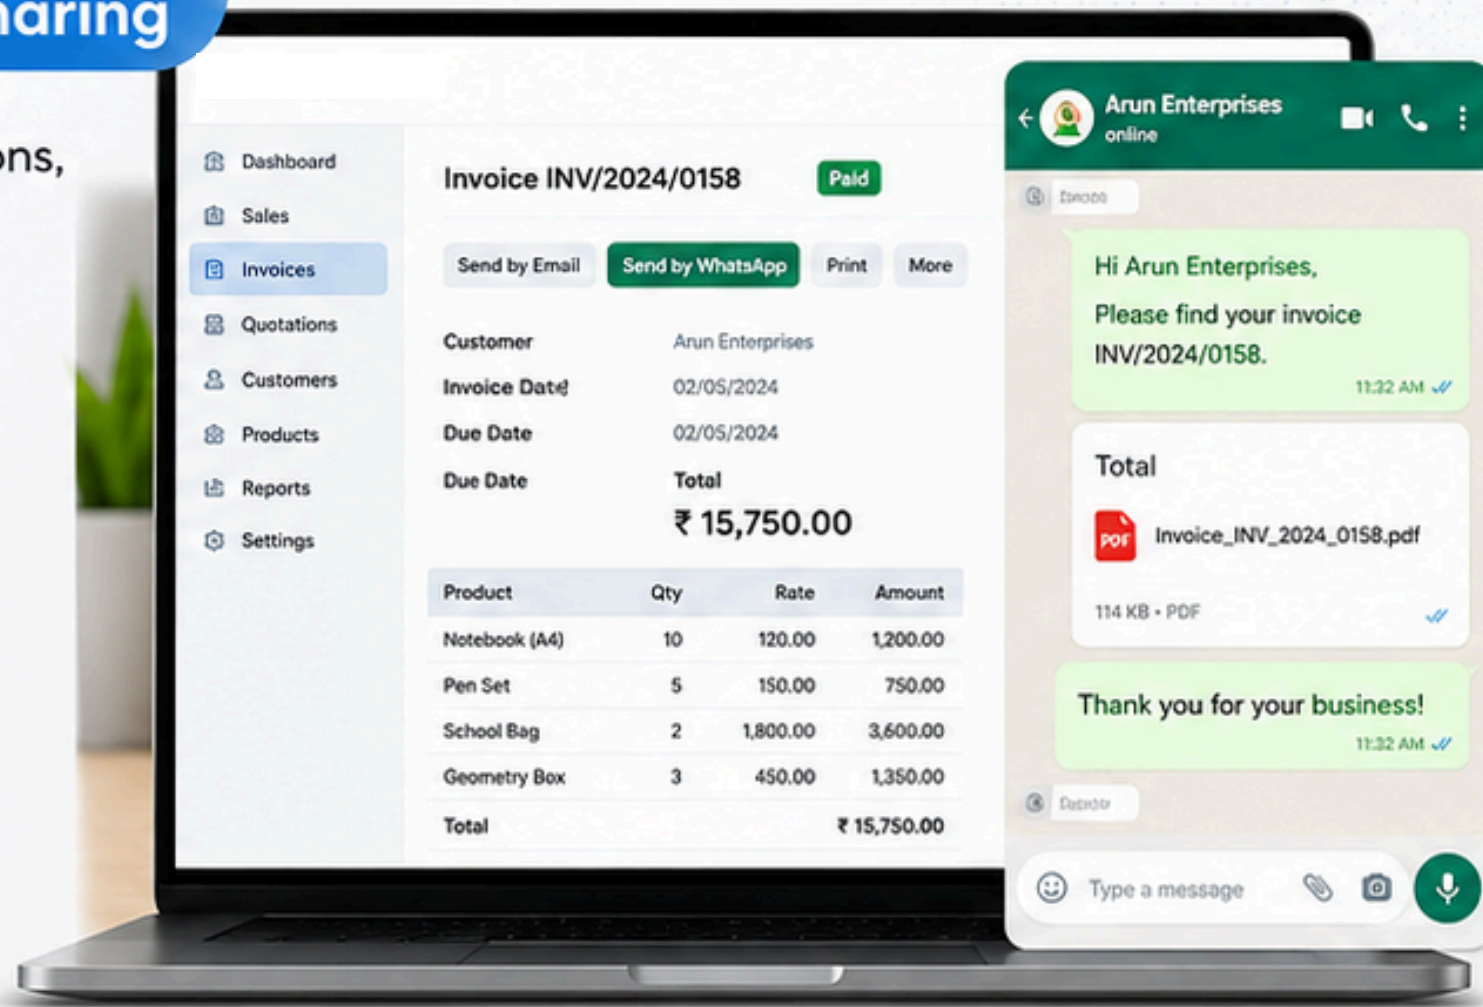 haring
ons,
Dashboard
Sales
Invoices
Quotations
Customers
Products
Reports
Settings
Invoice INV/2024/0158 Paid
Send by Email Send by WhatsApp Print More
Customer Arun Enterprises
Invoice Date 02/05/2024
Due Date 02/05/2024
Due Date Total
₹ 15,750.00
Product Qty Rate Amount
Notebook (A4) 10 120.00 1,200.00
Pen Set 5 150.00 750.00
School Bag 2 1,800.00 3,600.00
Geometry Box 3 450.00 1,350.00
Total ₹ 15,750.00
Arun Enterprises
online
Hi Arun Enterprises,
Please find your invoice
INV/2024/0158.
11:32 AM
Total
PDF Invoice_INV_2024_0158.pdf
114 KB • PDF
Thank you for your business!
11:32 AM
Type a message